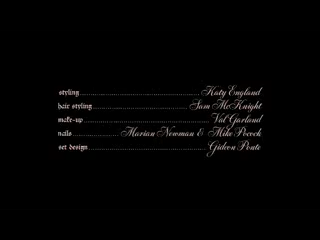 styling........................................Katy England
hair styling................................Sam McKnight
make-up..........................................Val Garland
nails................Marian Newman & Mike Pocock
set design......................................Gideon Ponte